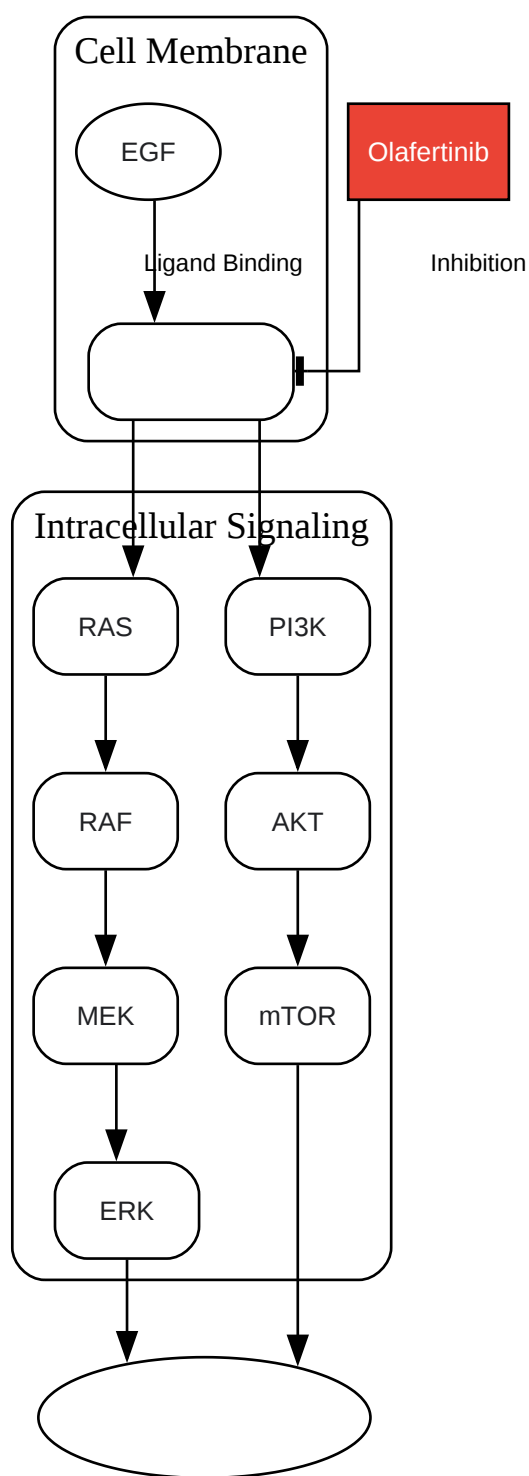 Cell Membrane
EGF
Olafertinib
Ligand Binding
Inhibition
Intracellular Signaling
RAS
PI3K
RAF
AKT
MEK
mTOR
ERK